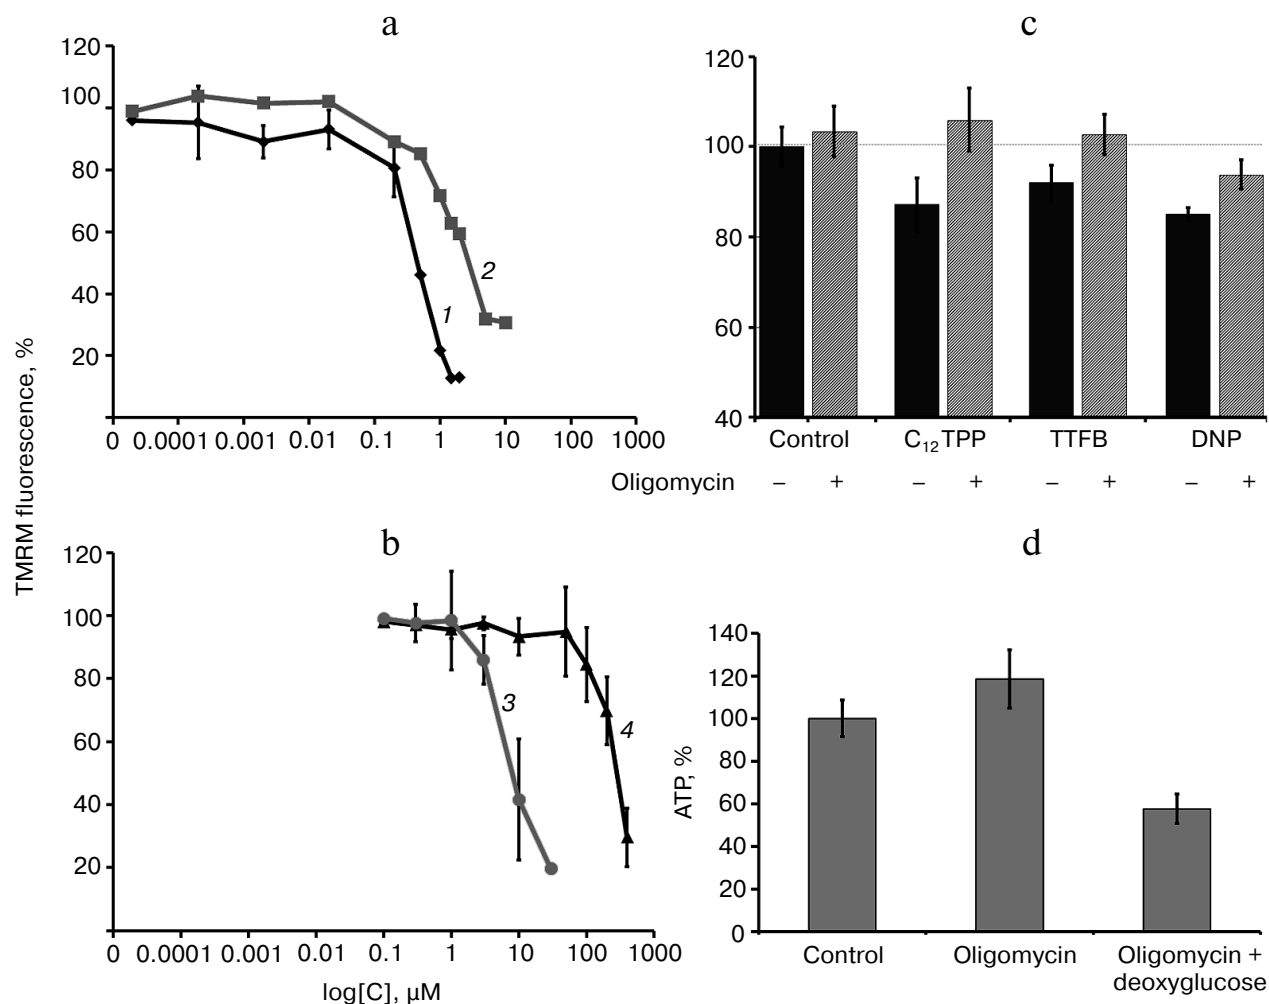 a
120
100
80
60
40
20
1
2
0 0.0001 0.001 0.01 0.1 1 10 100 1000
TMRM fluorescence, %
b
120
100
80
60
40
20
3
4
0 0.0001 0.001 0.01 0.1 1 10 100 1000
log[C], μM
c
120
100
80
60
40
Control C₁₂TPP TTFB DNP
Oligomycin – + – + – + – +
d
140
120
100
80
60
40
20
0
ATP, %
Control Oligomycin Oligomycin +
deoxyglucose